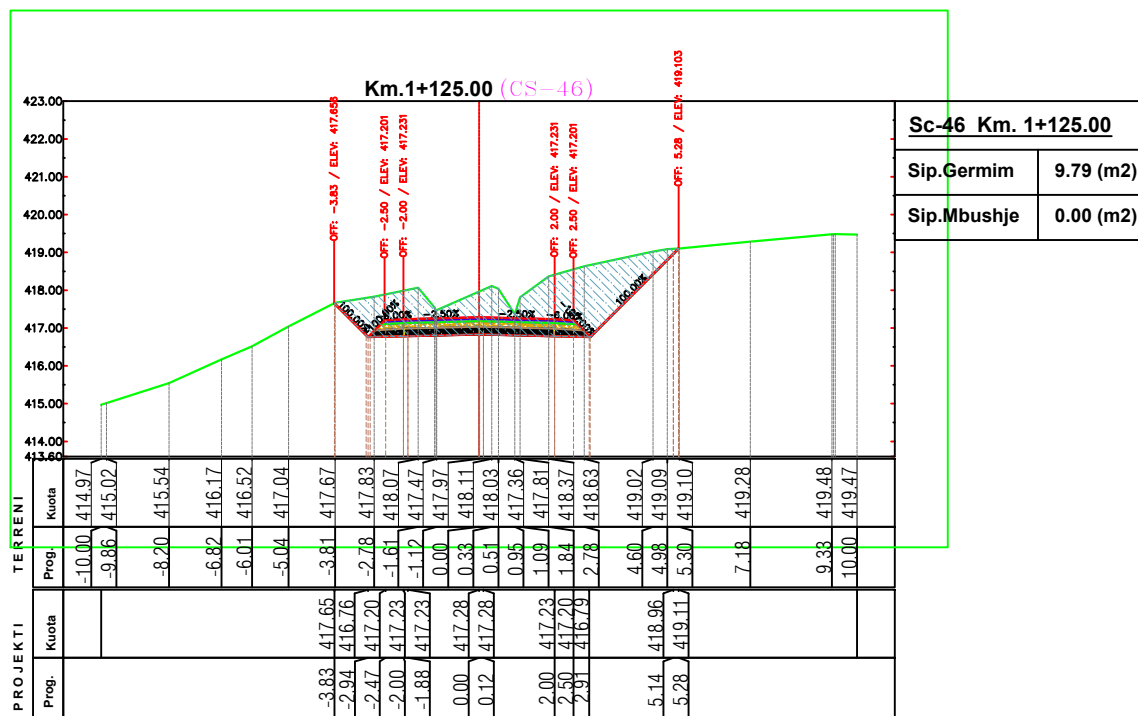 Km.1+125.00 (CS-46)
423.00
422.00
421.00
420.00
419.00
418.00
417.00
416.00
415.00
414.00
413.60
OFF: -3.83 / ELEV: 417.653
OFF: -2.50 / ELEV: 417.201
OFF: -2.00 / ELEV: 417.231
OFF: 2.00 / ELEV: 417.231
OFF: 2.50 / ELEV: 417.201
OFF: 5.28 / ELEV: 419.103
100.00%
-2.50%
-2.50%
100.00%
Sc-46 Km. 1+125.00
Sip.Germim 9.79 (m2)
Sip.Mbushje 0.00 (m2)
TERRENI
Kuota 414.97 415.02 415.54 416.17 416.52 417.04 417.67 417.83 418.07 417.47 417.97 418.11 418.03 417.36 417.81 418.37 418.63 419.02 419.09 419.10 419.28 419.48 419.47
Prog. -10.00 -9.86 -8.20 -6.82 -6.01 -5.04 -3.81 -2.78 -1.61 -1.12 0.00 0.33 0.51 0.95 1.09 1.84 2.78 4.60 4.98 5.30 7.18 9.33 10.00
PROJEKTI
Kuota 417.65 416.76 417.20 417.23 417.23 417.28 417.28 417.23 417.20 416.79 418.96 419.11
Prog. -3.83 -2.94 -2.47 -2.00 -1.88 0.00 0.12 2.00 2.50 2.91 5.14 5.28